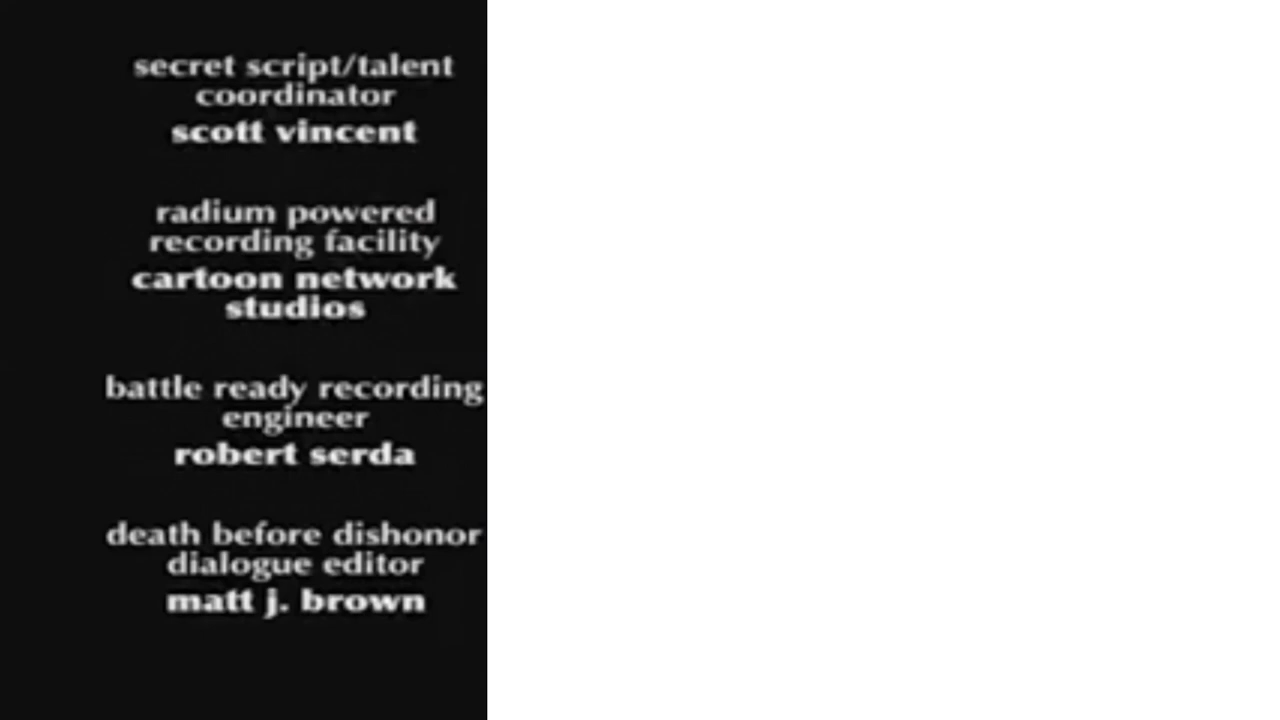 secret script/talent
coordinator
scott vincent
radium powered
recording facility
cartoon network
studios
battle ready recording
engineer
robert serda
death before dishonor
dialogue editor
matt j. brown